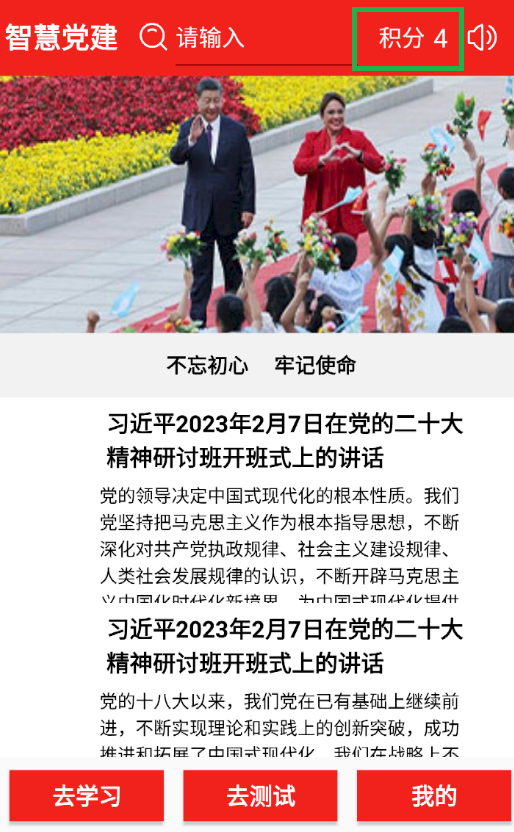 智慧党建 请输入 积分 4
不忘初心 牢记使命
习近平2023年2月7日在党的二十大
精神研讨班开班式上的讲话
党的领导决定中国式现代化的根本性质。我们
党坚持把马克思主义作为根本指导思想，不断
深化对共产党执政规律、社会主义建设规律、
人类社会发展规律的认识，不断开辟马克思主
义中国化时代化新境界，为中国式现代化提供
习近平2023年2月7日在党的二十大
精神研讨班开班式上的讲话
党的十八大以来，我们党在已有基础上继续前
进，不断实现理论和实践上的创新突破，成功
推进和拓展了中国式现代化。我们在战略上不
去学习 去测试 我的